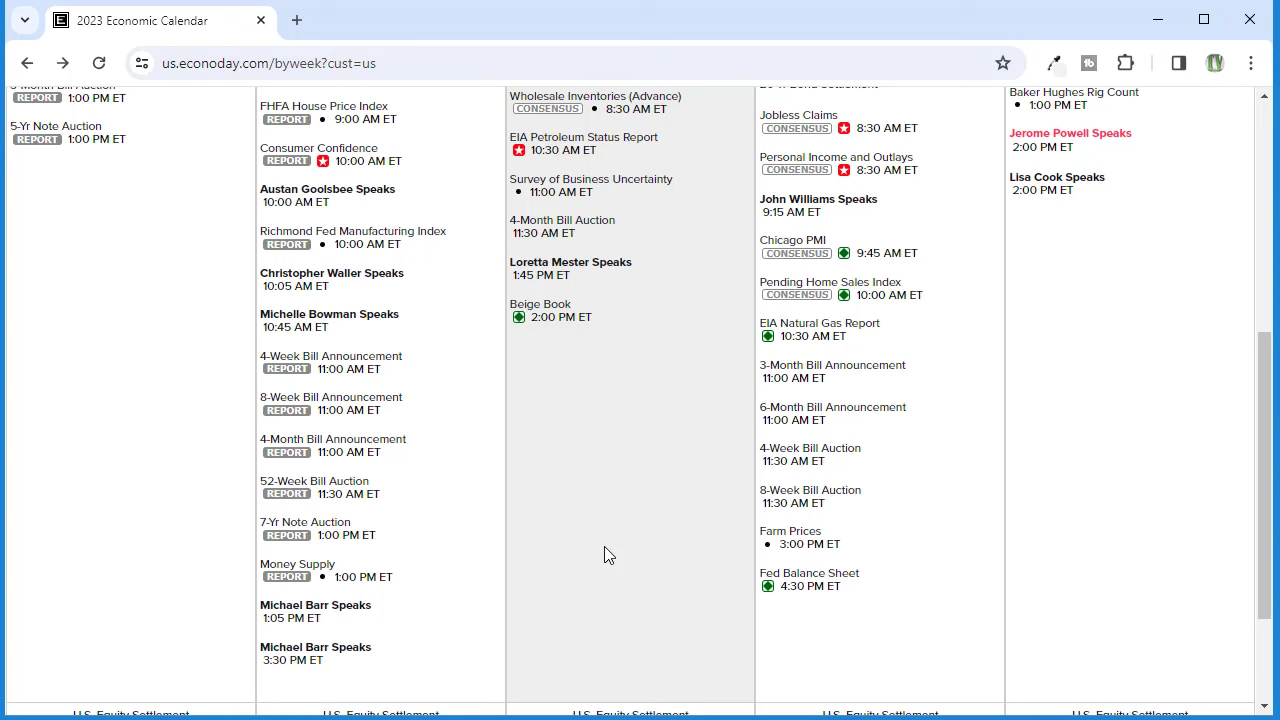 2023 Economic Calendar
us.econoday.com/byweek?cust=us
REPORT 1:00 PM ET
5-Yr Note Auction
REPORT 1:00 PM ET
FHFA House Price Index
REPORT • 9:00 AM ET
Consumer Confidence
REPORT 10:00 AM ET
Austan Goolsbee Speaks
10:00 AM ET
Richmond Fed Manufacturing Index
REPORT • 10:00 AM ET
Christopher Waller Speaks
10:05 AM ET
Michelle Bowman Speaks
10:45 AM ET
4-Week Bill Announcement
REPORT 11:00 AM ET
8-Week Bill Announcement
REPORT 11:00 AM ET
4-Month Bill Announcement
REPORT 11:00 AM ET
52-Week Bill Auction
REPORT 11:30 AM ET
7-Yr Note Auction
REPORT 1:00 PM ET
Money Supply
REPORT • 1:00 PM ET
Michael Barr Speaks
1:05 PM ET
Michael Barr Speaks
3:30 PM ET
Wholesale Inventories (Advance)
CONSENSUS • 8:30 AM ET
EIA Petroleum Status Report
10:30 AM ET
Survey of Business Uncertainty
• 11:00 AM ET
4-Month Bill Auction
11:30 AM ET
Loretta Mester Speaks
1:45 PM ET
Beige Book
2:00 PM ET
Jobless Claims
CONSENSUS 8:30 AM ET
Personal Income and Outlays
CONSENSUS 8:30 AM ET
John Williams Speaks
9:15 AM ET
Chicago PMI
CONSENSUS 9:45 AM ET
Pending Home Sales Index
CONSENSUS 10:00 AM ET
EIA Natural Gas Report
10:30 AM ET
3-Month Bill Announcement
11:00 AM ET
6-Month Bill Announcement
11:00 AM ET
4-Week Bill Auction
11:30 AM ET
8-Week Bill Auction
11:30 AM ET
Farm Prices
• 3:00 PM ET
Fed Balance Sheet
4:30 PM ET
Baker Hughes Rig Count
• 1:00 PM ET
Jerome Powell Speaks
2:00 PM ET
Lisa Cook Speaks
2:00 PM ET
U.S. Equity Settlement
U.S. Equity Settlement
U.S. Equity Settlement
U.S. Equity Settlement
U.S. Equity Settlement